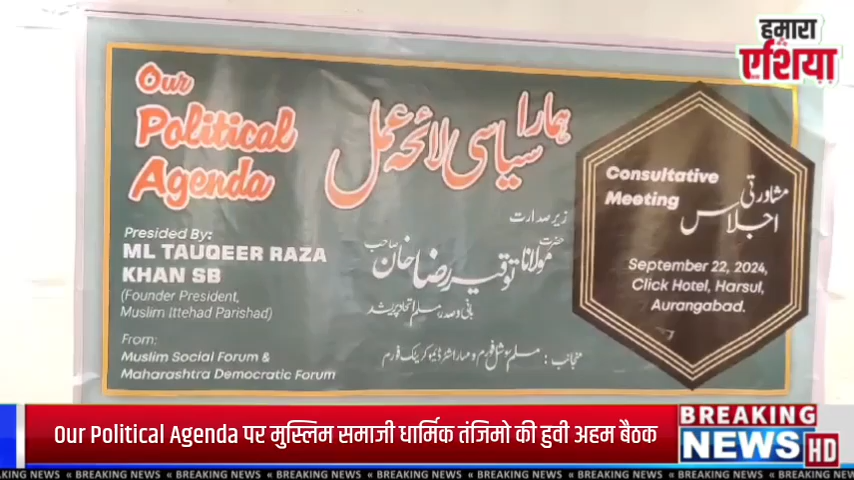 हमारा
एशिया
Our
Political
Agenda
ہمارا سیاسی لائحہ عمل
Consultative
Meeting
مشاورتی
اجلاس
زیر صدارت
حضرت مولانا توقیر رضا خان صاحب
بانی و صدر مسلم اتحاد پریشد
Presided By:
ML TAUQEER RAZA
KHAN SB
(Founder President,
Muslim Ittehad Parishad)
September 22, 2024,
Click Hotel, Harsul,
Aurangabad.
From:
Muslim Social Forum &
Maharashtra Democratic Forum
منجانب : مسلم سوشل فورم و مہاراشٹر ڈیموکریٹک فورم
Our Political Agenda पर मुस्लिम समाजी धार्मिक तंजिमो की हुवी अहम बैठक
BREAKING
NEWS HD
KING NEWS « BREAKING NEWS « BREAKING NEWS « BREAKING NEWS « BREAKING NEWS « BREAKING NEWS « BREAKING NEWS « BREAKING NEW